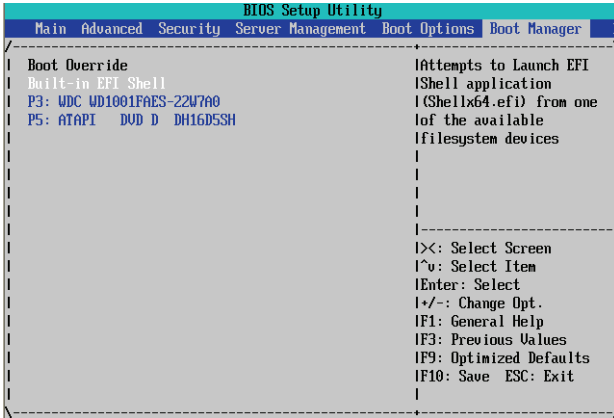 BIOS Setup Utility
Main Advanced Security Server Management Boot Options Boot Manager
Boot Override
Built-in EFI Shell
P3: WDC WD1001FAES-22W7A0
P5: ATAPI DVD D DH16D5SH
Attempts to Launch EFI
Shell application
(Shellx64.efi) from one
of the available
filesystem devices
><: Select Screen
^v: Select Item
Enter: Select
+/-: Change Opt.
F1: General Help
F3: Previous Values
F9: Optimized Defaults
F10: Save ESC: Exit